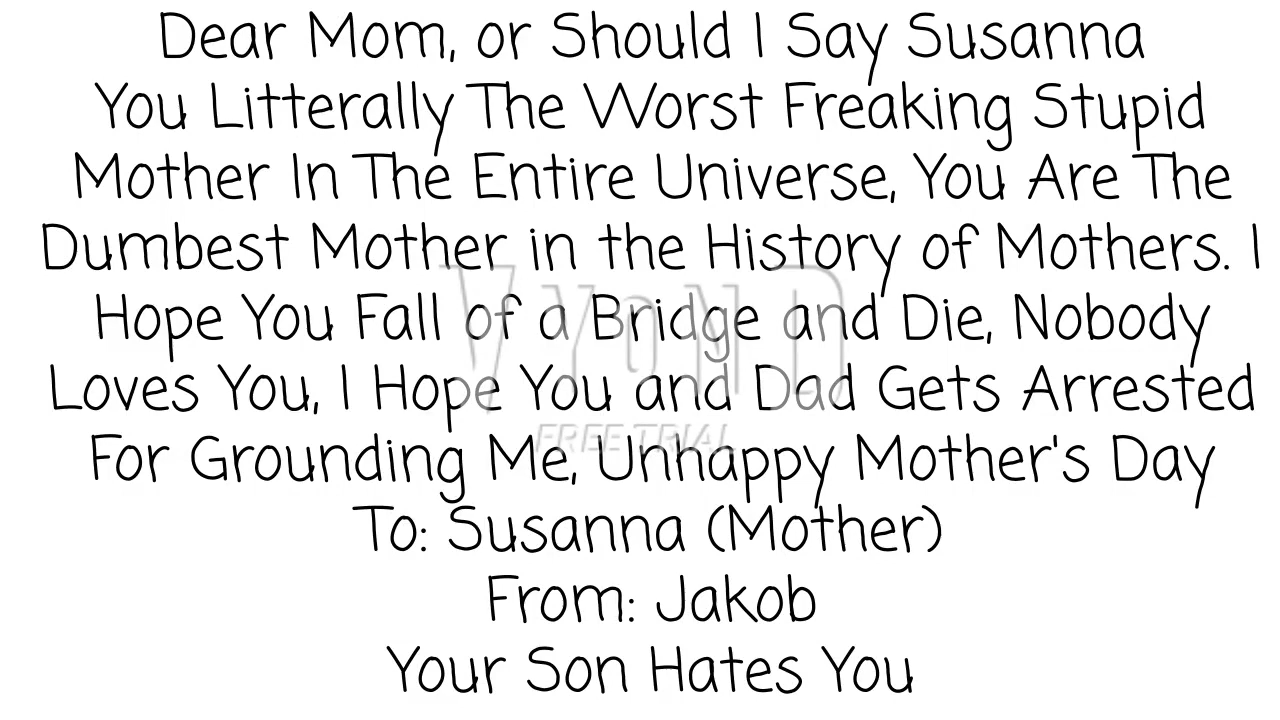 Dear Mom, or Should I Say Susanna
You Litterally The Worst Freaking Stupid
Mother In The Entire Universe, You Are The
Dumbest Mother in the History of Mothers. I
Hope You Fall of a Bridge and Die, Nobody
Loves You, I Hope You and Dad Gets Arrested
For Grounding Me, Unhappy Mother's Day
To: Susanna (Mother)
From: Jakob
Your Son Hates You
VYOND
FREE TRIAL